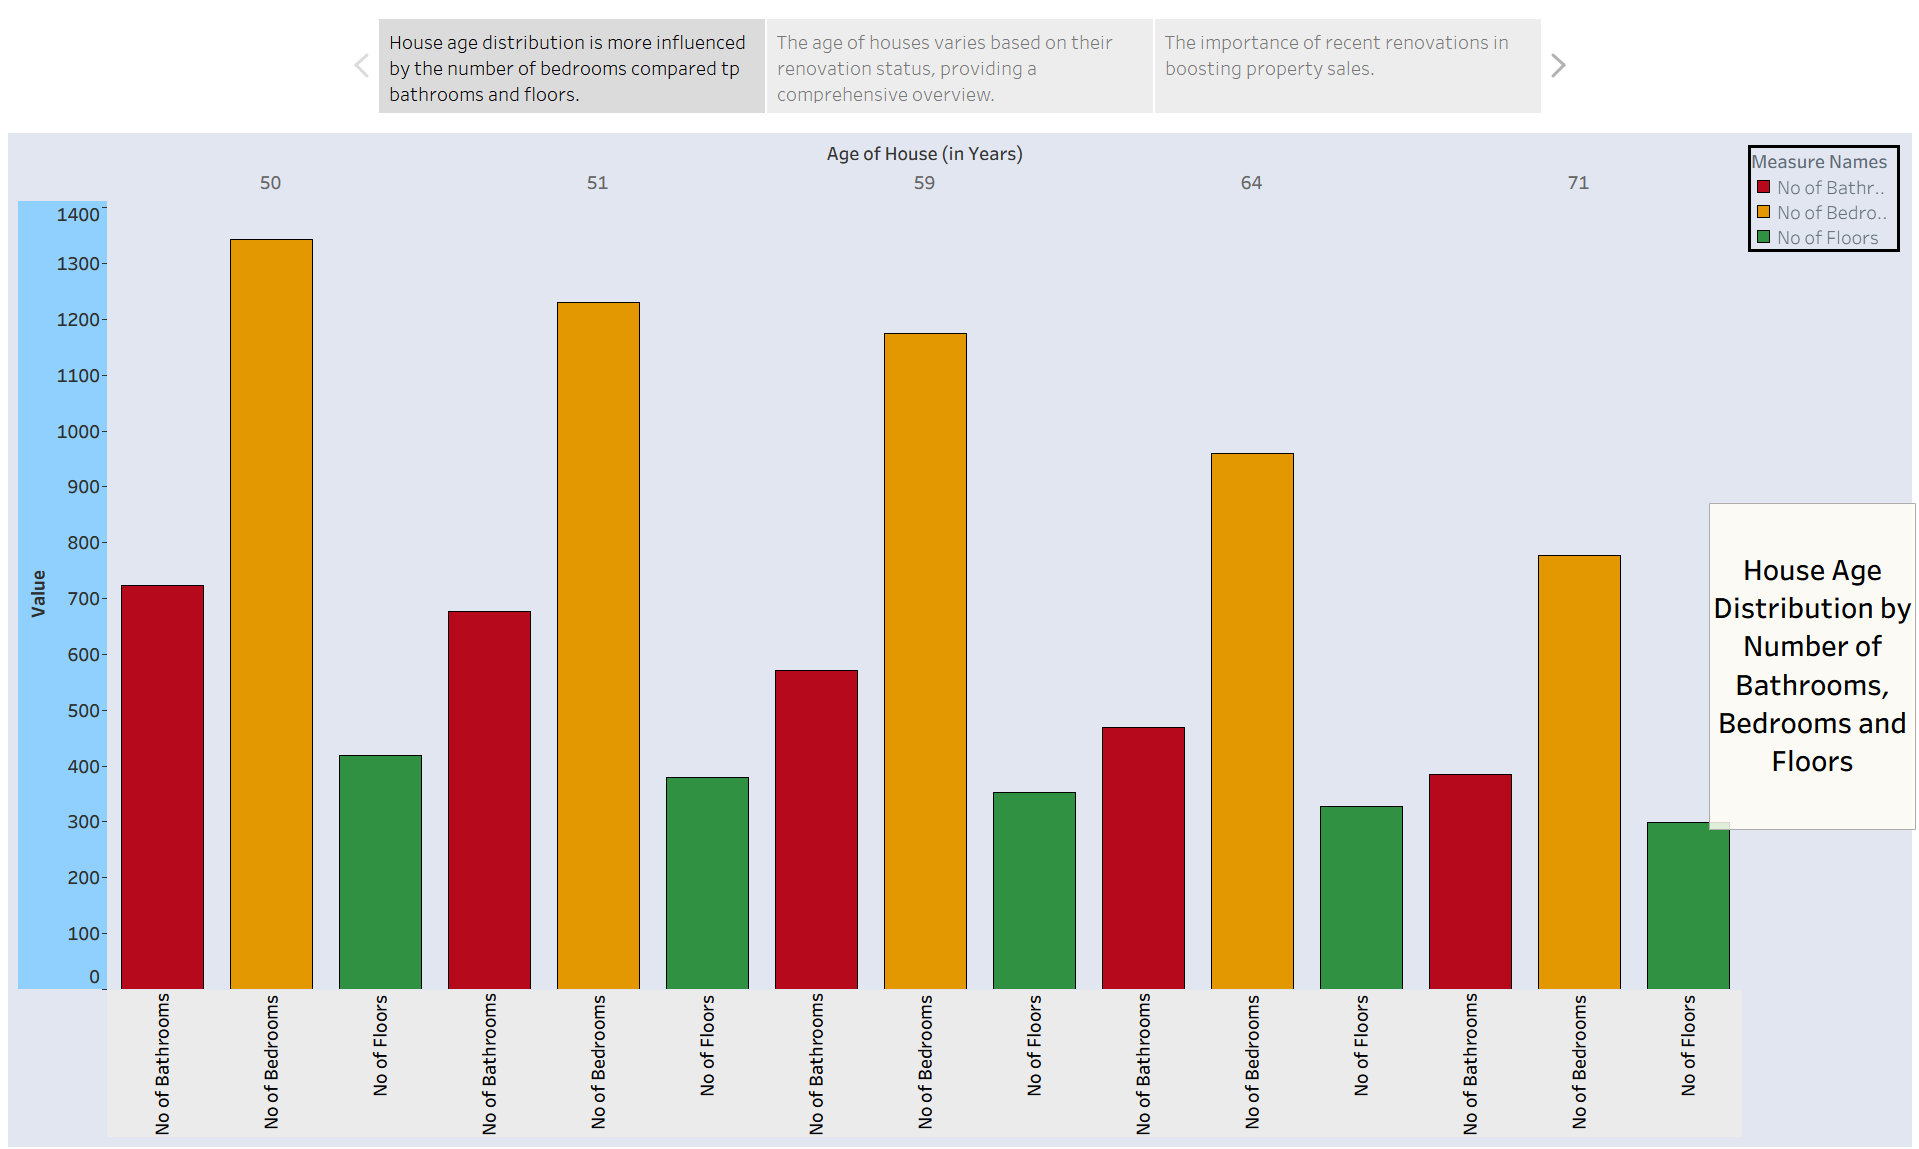 House age distribution is more influenced
by the number of bedrooms compared tp
bathrooms and floors.
The age of houses varies based on their
renovation status, providing a
comprehensive overview.
The importance of recent renovations in
boosting property sales.
Age of House (in Years)
50 51 59 64 71
Measure Names
No of Bathr..
No of Bedro..
No of Floors
1400
1300
1200
1100
1000
900
800
700
600
500
400
300
200
100
0
Value
House Age
Distribution by
Number of
Bathrooms,
Bedrooms and
Floors
No of Bathrooms
No of Bedrooms
No of Floors
No of Bathrooms
No of Bedrooms
No of Floors
No of Bathrooms
No of Bedrooms
No of Floors
No of Bathrooms
No of Bedrooms
No of Floors
No of Bathrooms
No of Bedrooms
No of Floors